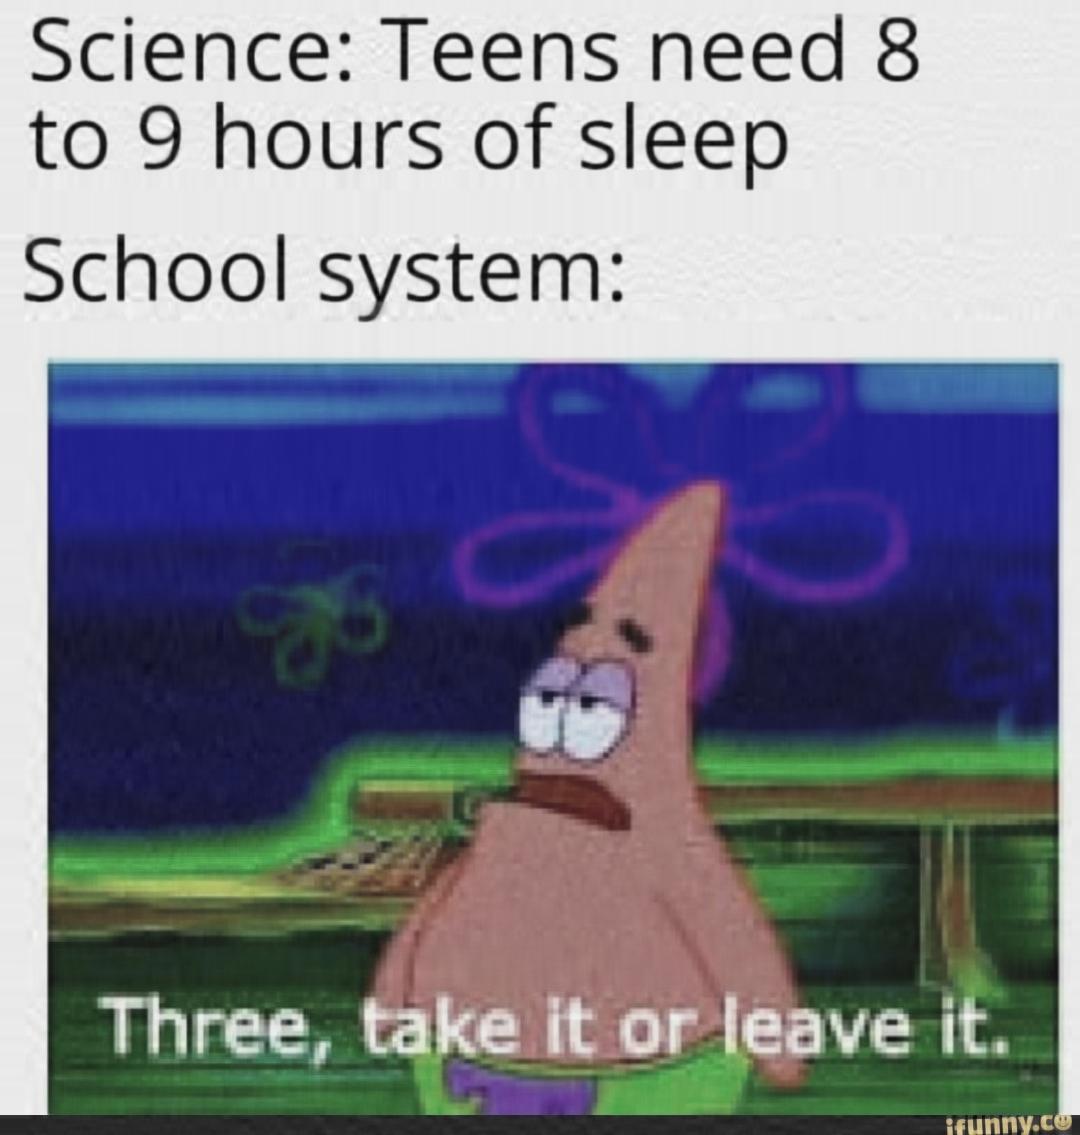 Science: Teens need 8
to 9 hours of sleep
School system:
Three, take it or leave it.
ifunny.co